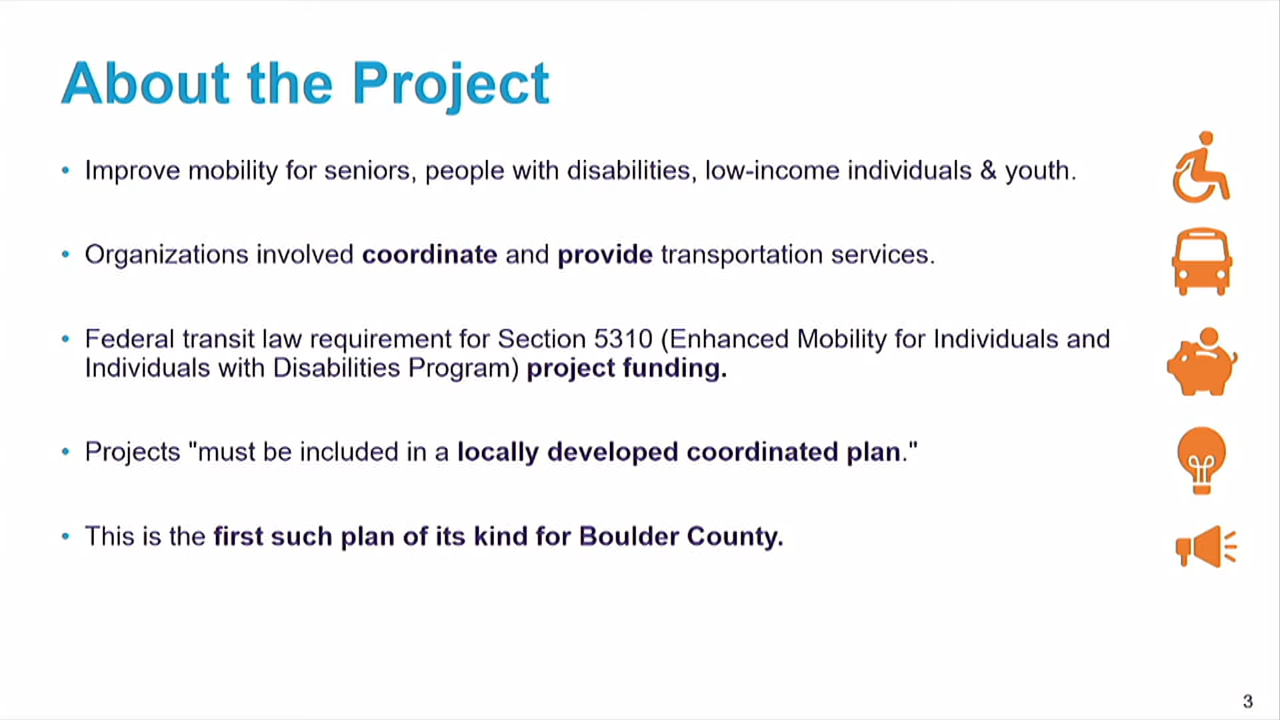 About the Project
• Improve mobility for seniors, people with disabilities, low-income individuals & youth.
• Organizations involved coordinate and provide transportation services.
• Federal transit law requirement for Section 5310 (Enhanced Mobility for Individuals and
Individuals with Disabilities Program) project funding.
• Projects "must be included in a locally developed coordinated plan."
• This is the first such plan of its kind for Boulder County.
3